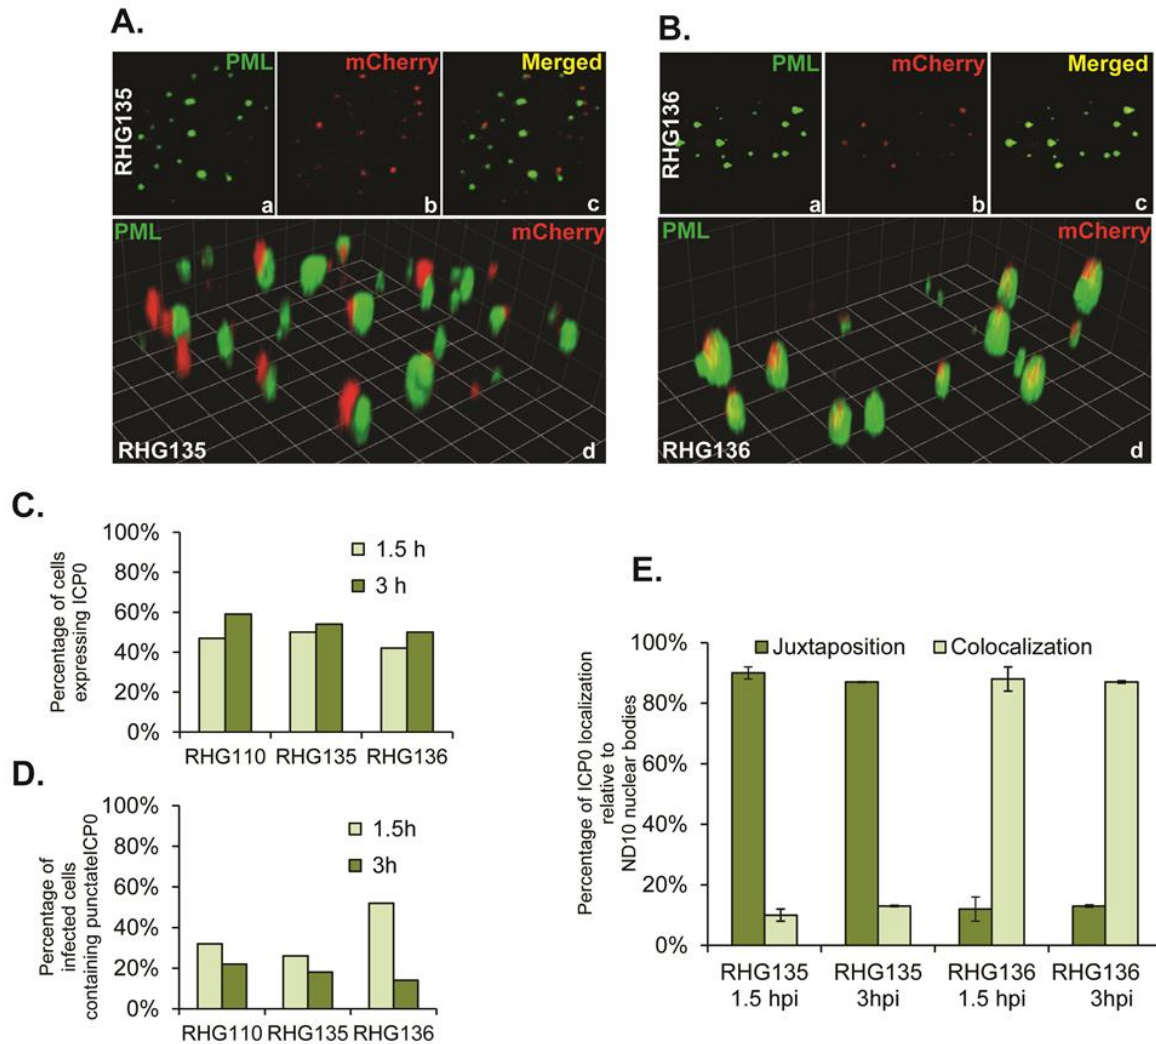 A.
PML
mCherry
Merged
RHG135
a
b
c
PML
mCherry
RHG135
d
B.
PML
mCherry
Merged
RHG136
a
b
c
PML
mCherry
RHG136
d
C.
Percentage of cells
expressing ICP0
100%
80%
60%
40%
20%
0%
1.5 h
3 h
RHG110
RHG135
RHG136
D.
Percentage of
infected cells
containing punctateICP0
100%
80%
60%
40%
20%
0%
1.5h
3h
RHG110
RHG135
RHG136
E.
Percentage of ICP0 localization
relative to
ND10 nuclear bodies
100%
80%
60%
40%
20%
0%
Juxtaposition
Colocalization
RHG135
1.5 hpi
RHG135
3hpi
RHG136
1.5 hpi
RHG136
3hpi